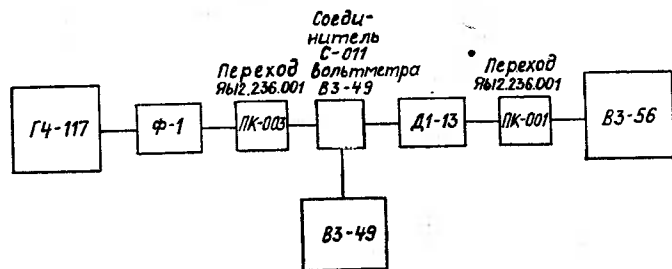 Соеди-
нитель
С-011
вольтметра
В3-49
Переход
ЯЫ2.236.001
Переход
ЯЫ2.236.001
Г4-117
Ф-1
ПК-003
Д1-13
ПК-001
В3-56
В3-49